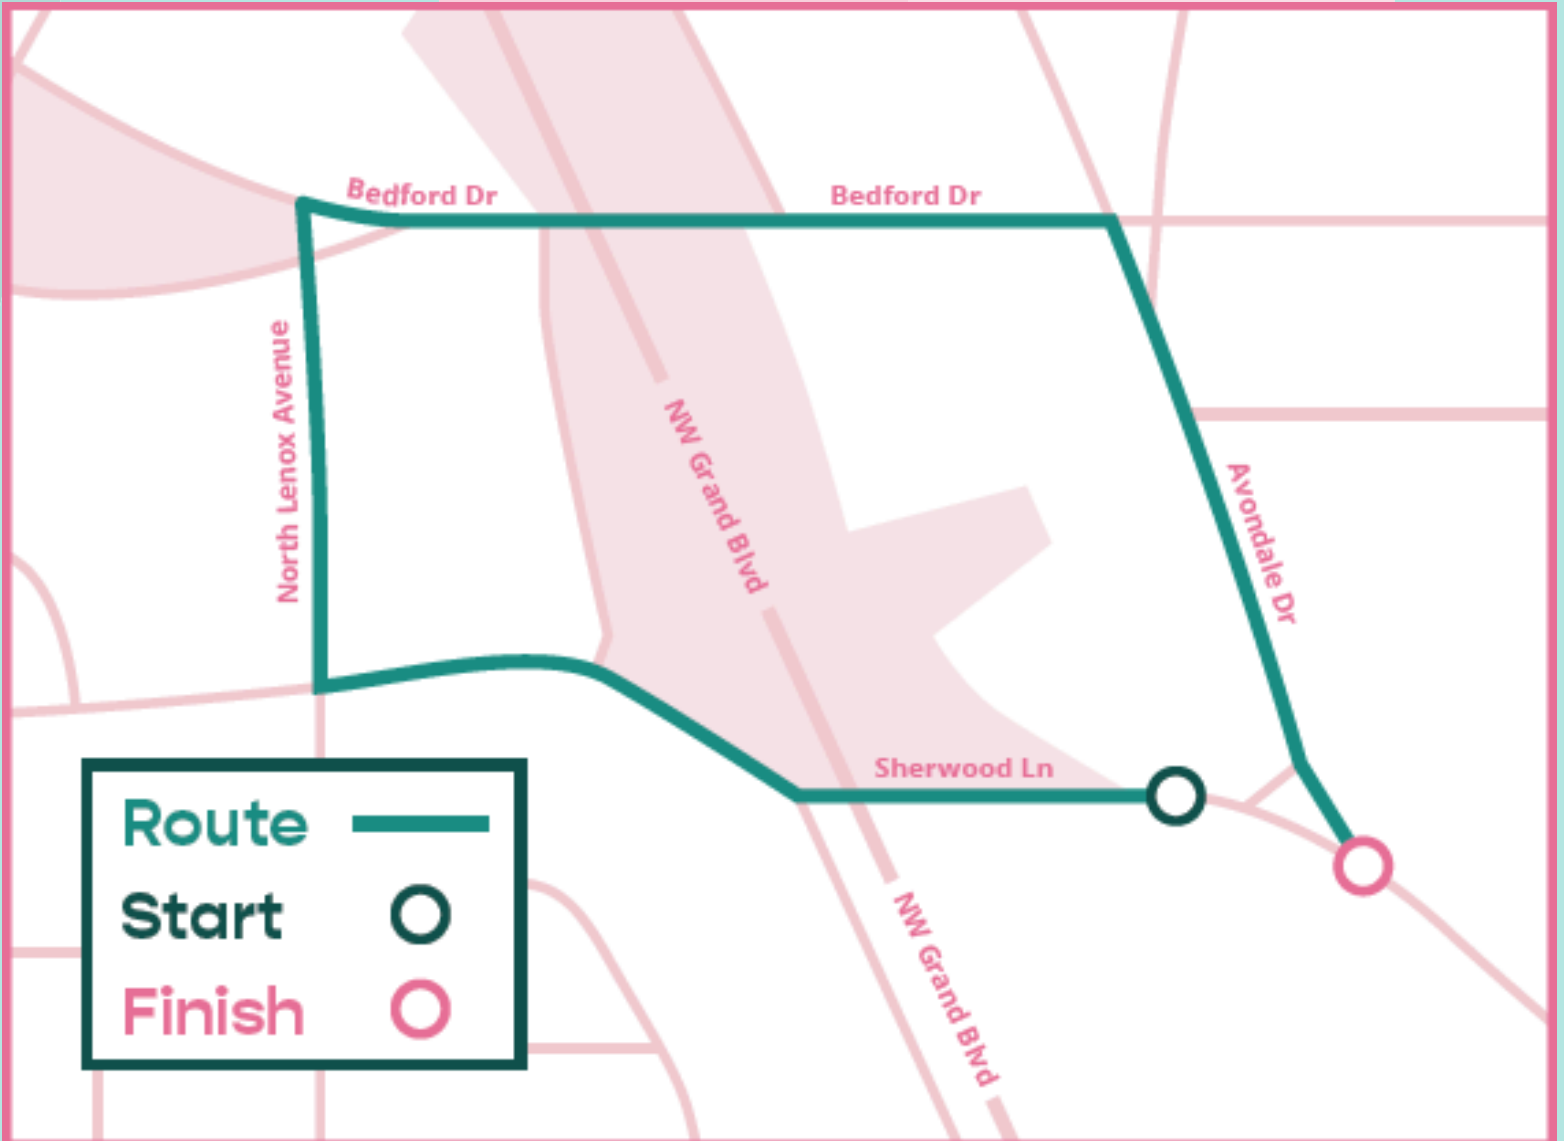 Bedford Dr
Bedford Dr
North Lenox Avenue
NW Grand Blvd
Avondale Dr
Sherwood Ln
NW Grand Blvd
Route
Start
Finish